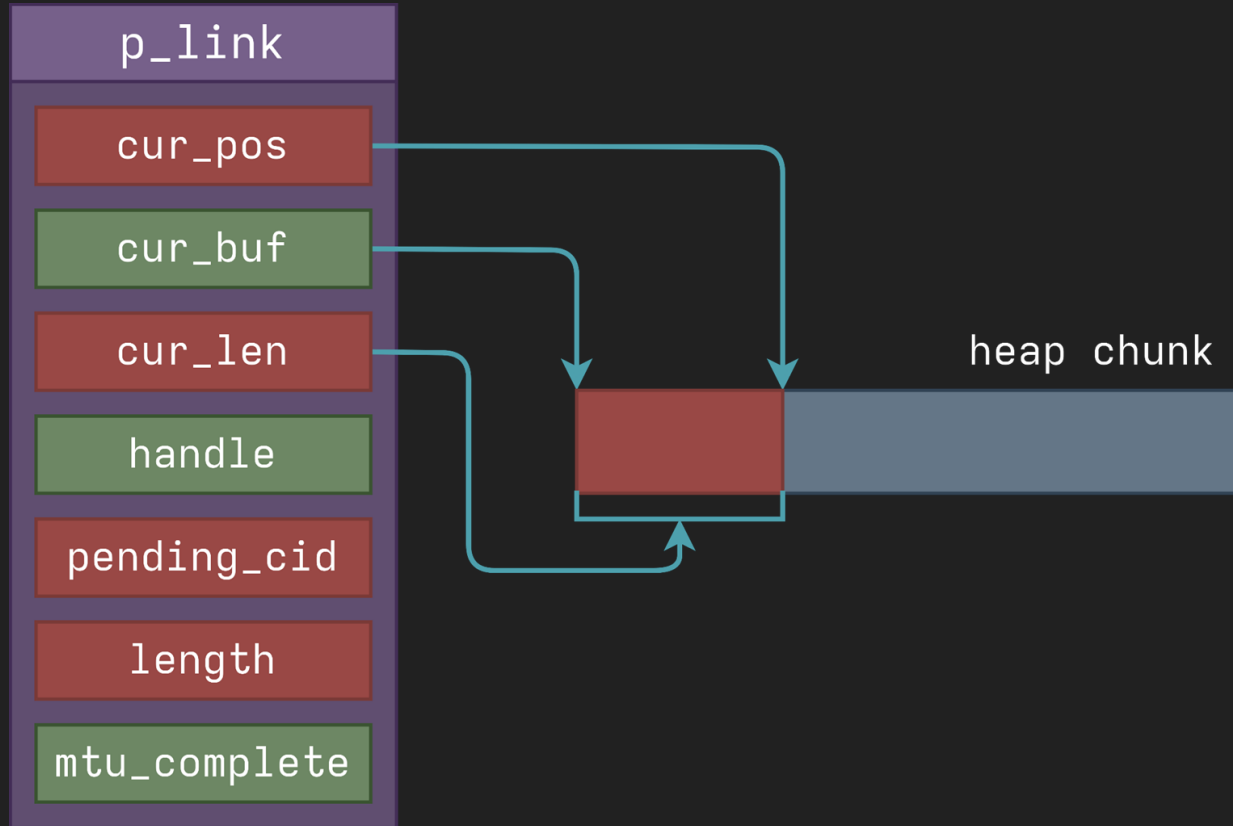 p_link
cur_pos
cur_buf
cur_len
heap chunk
handle
pending_cid
length
mtu_complete